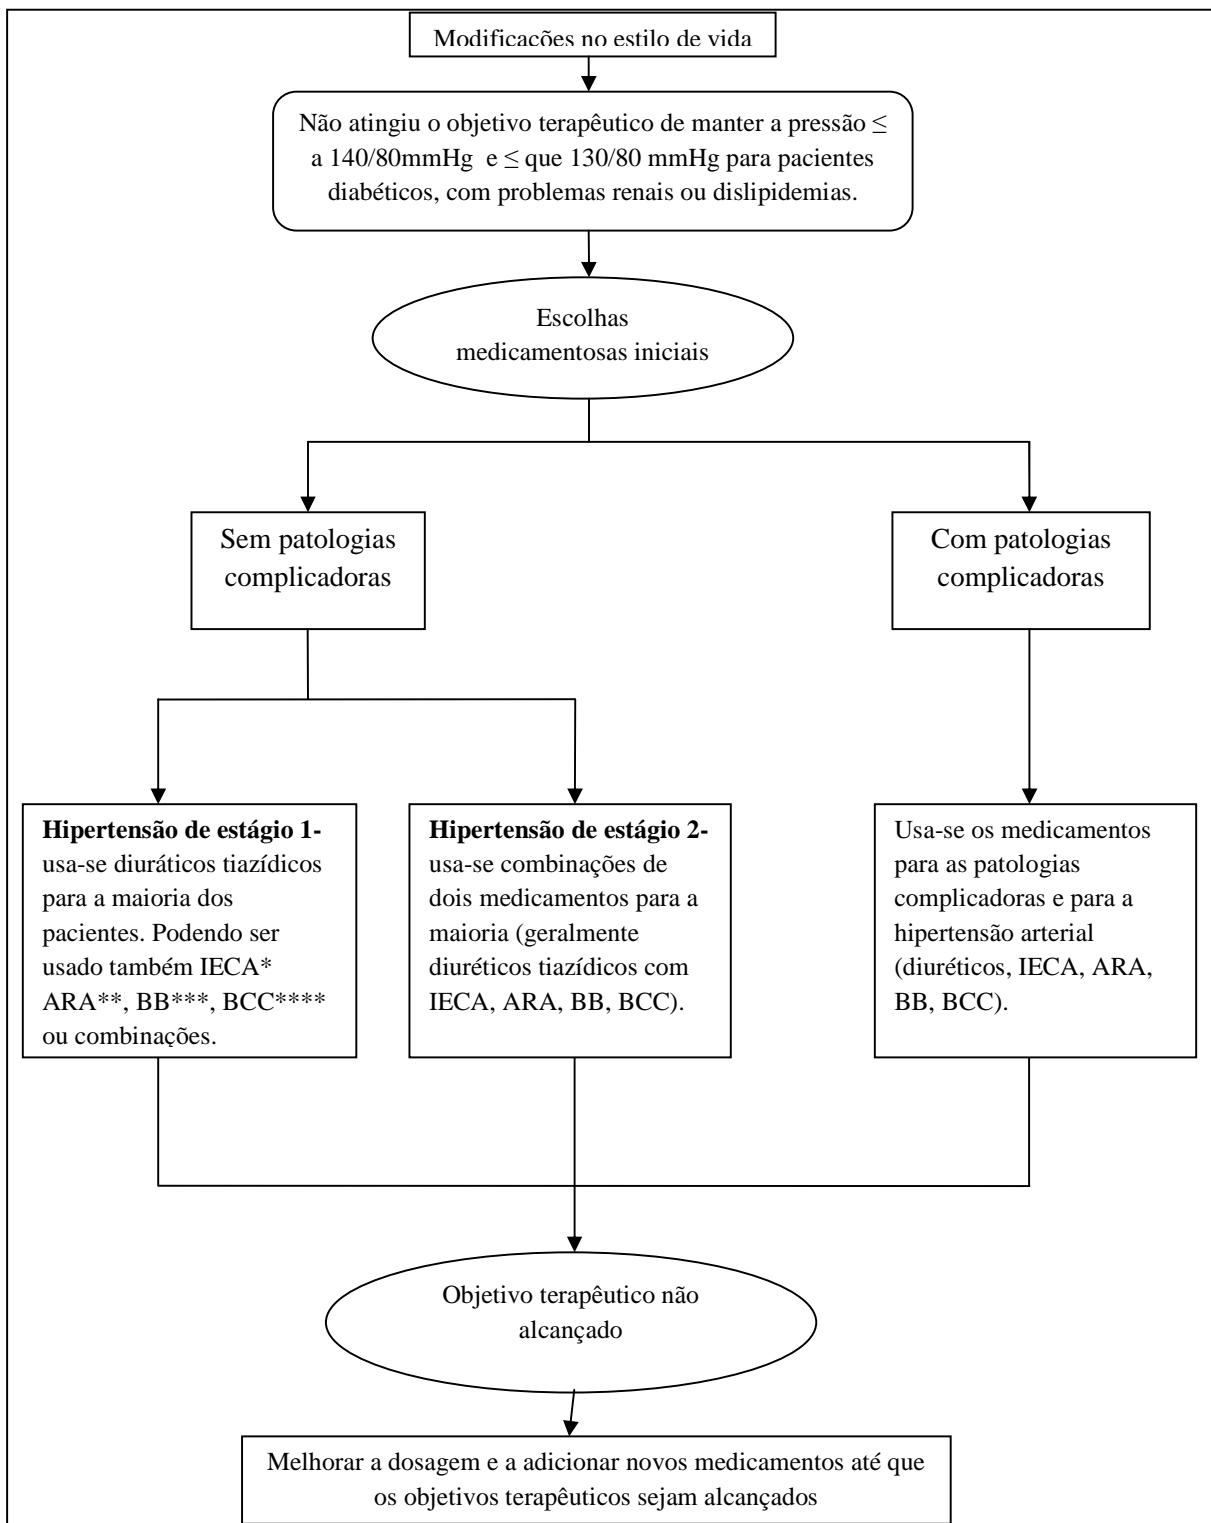 Modificações no estilo de vida
Não atingiu o objetivo terapêutico de manter a pressão ≤
a 140/80mmHg e ≤ que 130/80 mmHg para pacientes
diabéticos, com problemas renais ou dislipidemias.
Escolhas
medicamentosas iniciais
Sem patologias
complicadoras
Com patologias
complicadoras
Hipertensão de estágio 1-
usa-se diuráticos tiazídicos
para a maioria dos
pacientes. Podendo ser
usado também IECA*
ARA**, BB***, BCC****
ou combinações.
Hipertensão de estágio 2-
usa-se combinações de
dois medicamentos para a
maioria (geralmente
diuréticos tiazídicos com
IECA, ARA, BB, BCC).
Usa-se os medicamentos
para as patologias
complicadoras e para a
hipertensão arterial
(diuréticos, IECA, ARA,
BB, BCC).
Objetivo terapêutico não
alcançado
Melhorar a dosagem e a adicionar novos medicamentos até que
os objetivos terapêuticos sejam alcançados